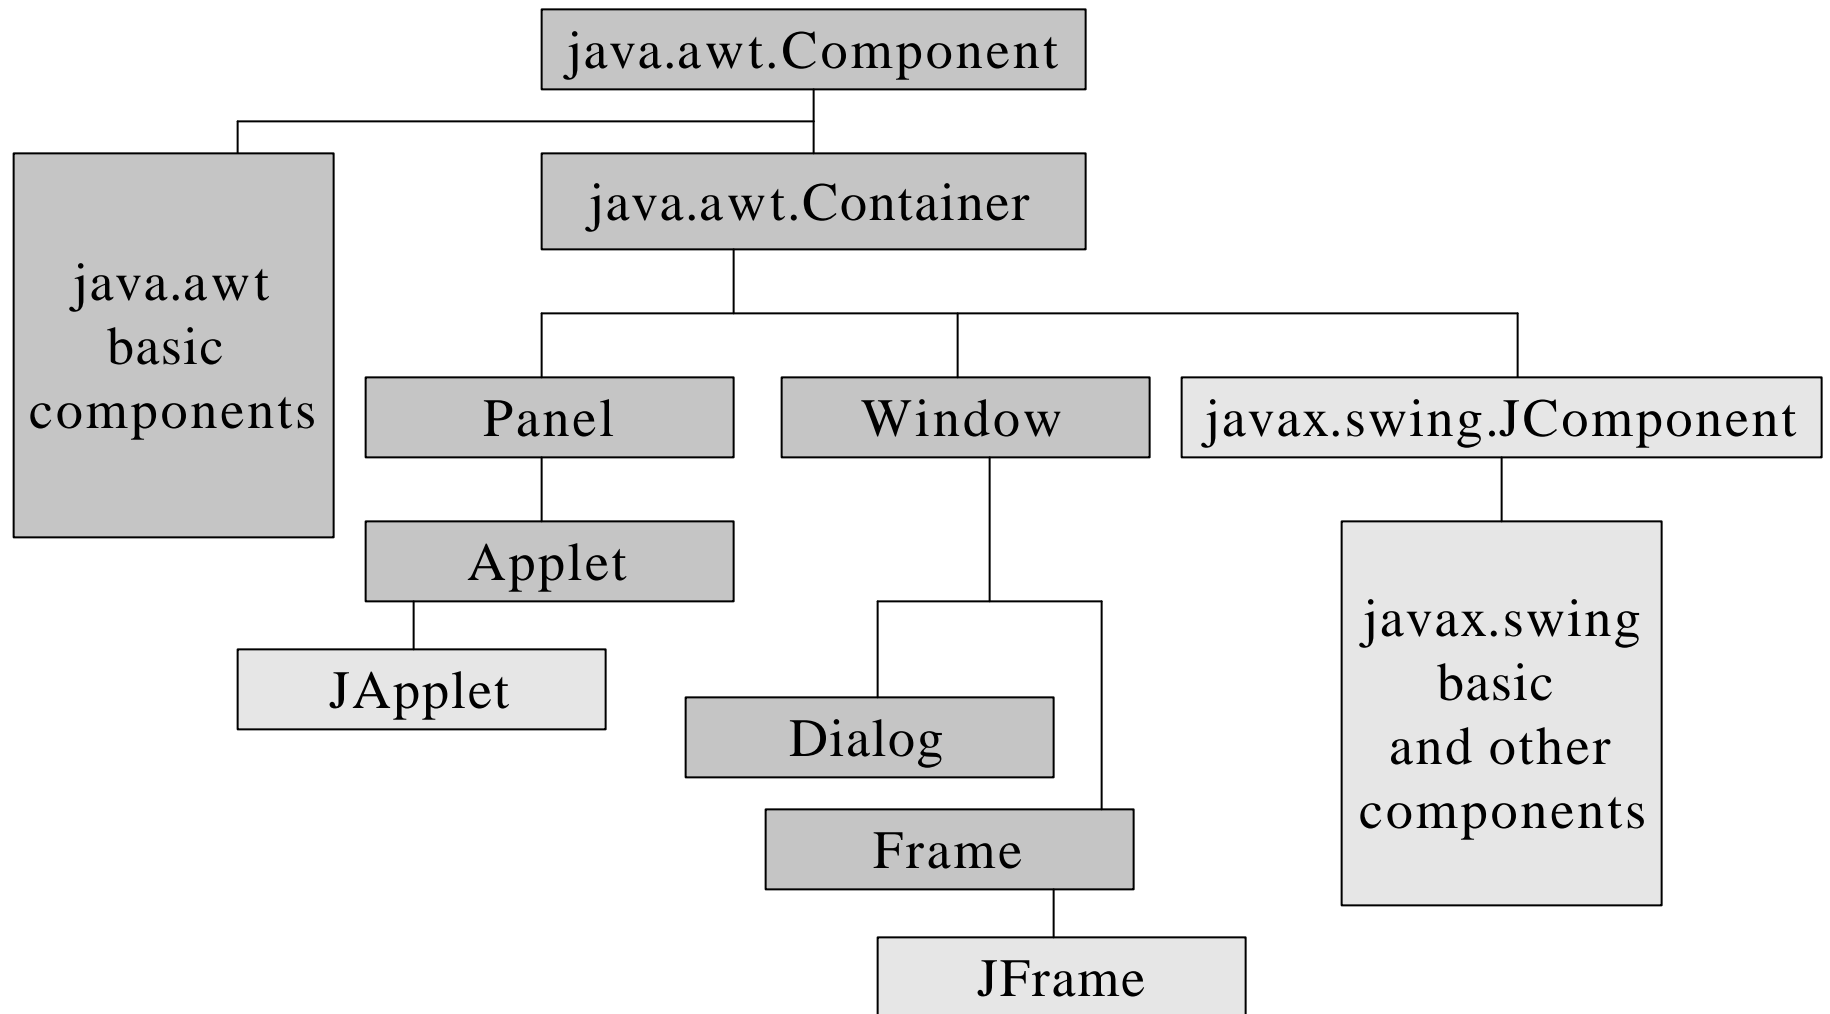 java.awt.Component
java.awt.Container
java.awt
basic
components
Panel
Window
javax.swing.JComponent
Applet
JApplet
Dialog
Frame
JFrame
javax.swing
basic
and other
components